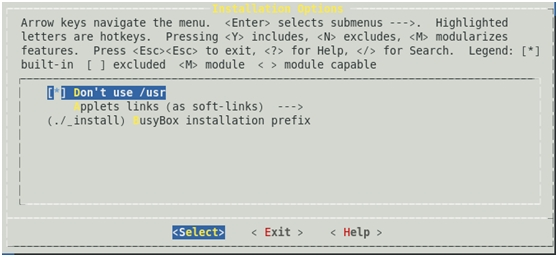 Installation Options
Arrow keys navigate the menu.  <Enter> selects submenus --->.  Highlighted
letters are hotkeys.  Pressing <Y> includes, <N> excludes, <M> modularizes
features.  Press <Esc><Esc> to exit, <?> for Help, </> for Search.  Legend: [*]
built-in  [ ] excluded  <M> module  < > module capable
[*] Don't use /usr
Applets links (as soft-links)  --->
(./_install) BusyBox installation prefix
<Select>    < Exit >    < Help >